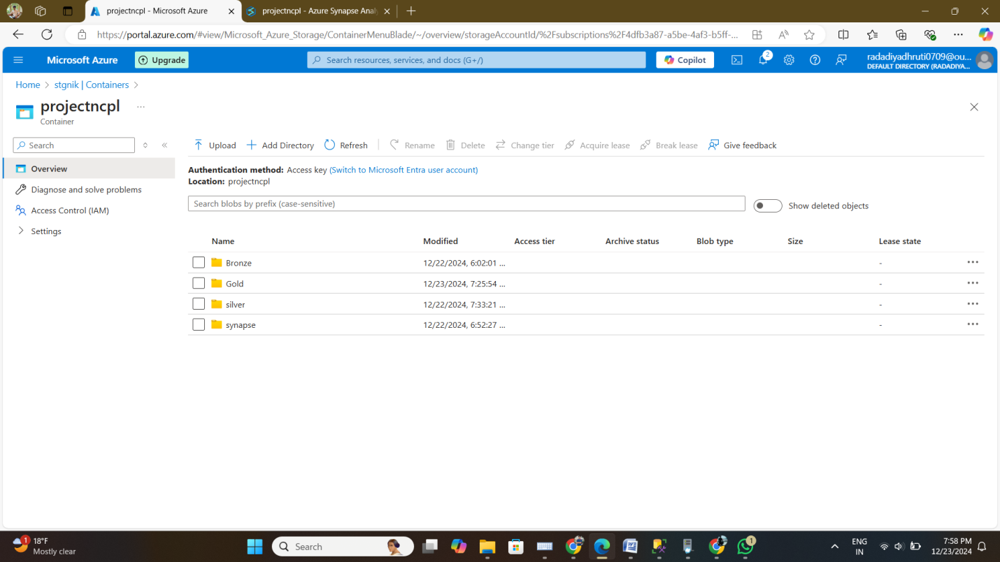 projectncpl - Microsoft Azure
projectncpl - Azure Synapse Anal
https://portal.azure.com/#view/Microsoft_Azure_Storage/ContainerMenuBlade/~/overview/storageAccountId/%2Fsubscriptions%2F4dfb3a87-a5be-4af3-b5ff-...
Microsoft Azure
Upgrade
Search resources, services, and docs (G+/)
Copilot
2
radadiyadhruti0709@ou...
DEFAULT DIRECTORY (RADADIYA...
Home > stgnik | Containers >
projectncpl ...
Container
Search
Upload Add Directory Refresh Rename Delete Change tier Acquire lease Break lease Give feedback
Overview
Diagnose and solve problems
Access Control (IAM)
Settings
Authentication method: Access key (Switch to Microsoft Entra user account)
Location: projectncpl
Search blobs by prefix (case-sensitive)
Show deleted objects
Name Modified Access tier Archive status Blob type Size Lease state
Bronze 12/22/2024, 6:02:01 ... -
Gold 12/23/2024, 7:25:54 ... -
silver 12/22/2024, 7:33:21 ... -
synapse 12/22/2024, 6:52:27 ... -
1
18°F
Mostly clear
Search
1
ENG
IN
7:58 PM
12/23/2024